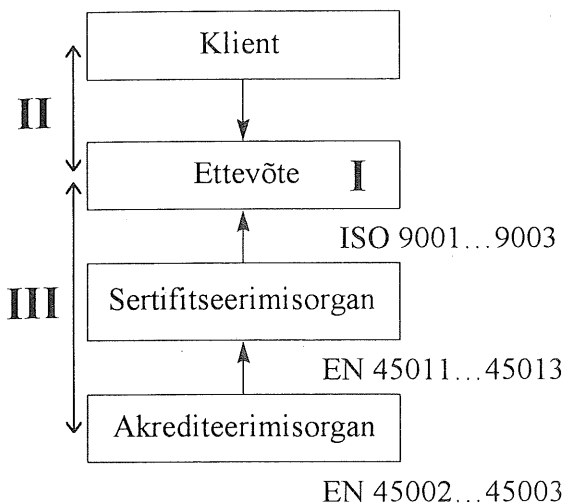 Klient
II
Ettevõte I
ISO 9001...9003
Sertifitseerimisorgan
III
EN 45011...45013
Akrediteerimisorgan
EN 45002...45003